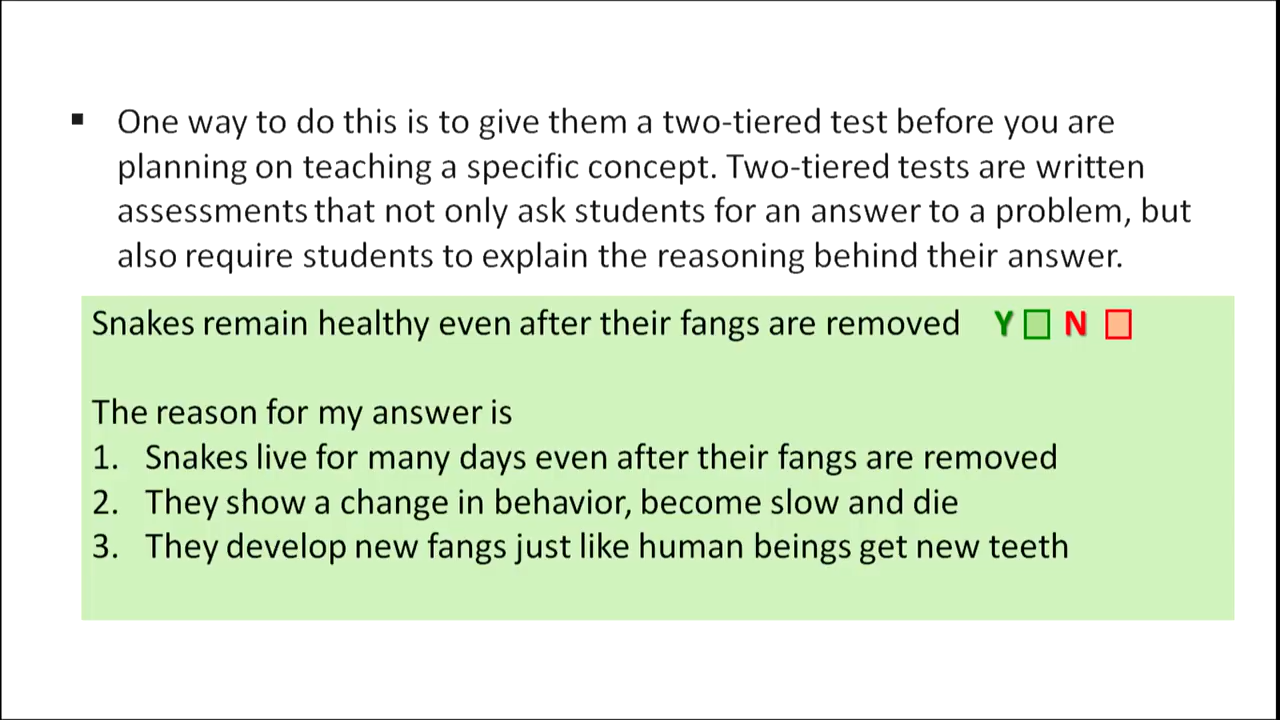 ▪ One way to do this is to give them a two-tiered test before you are
planning on teaching a specific concept. Two-tiered tests are written
assessments that not only ask students for an answer to a problem, but
also require students to explain the reasoning behind their answer.
Snakes remain healthy even after their fangs are removed Y N
The reason for my answer is
1. Snakes live for many days even after their fangs are removed
2. They show a change in behavior, become slow and die
3. They develop new fangs just like human beings get new teeth